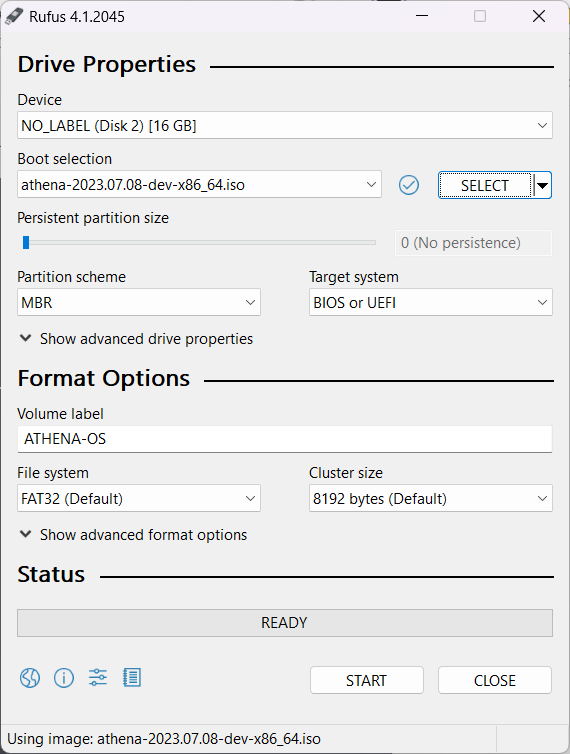 Rufus 4.1.2045
Drive Properties
Device
NO_LABEL (Disk 2) [16 GB]
Boot selection
athena-2023.07.08-dev-x86_64.iso
SELECT
Persistent partition size
0 (No persistence)
Partition scheme
Target system
MBR
BIOS or UEFI
Show advanced drive properties
Format Options
Volume label
ATHENA-OS
File system
Cluster size
FAT32 (Default)
8192 bytes (Default)
Show advanced format options
Status
READY
START
CLOSE
Using image: athena-2023.07.08-dev-x86_64.iso